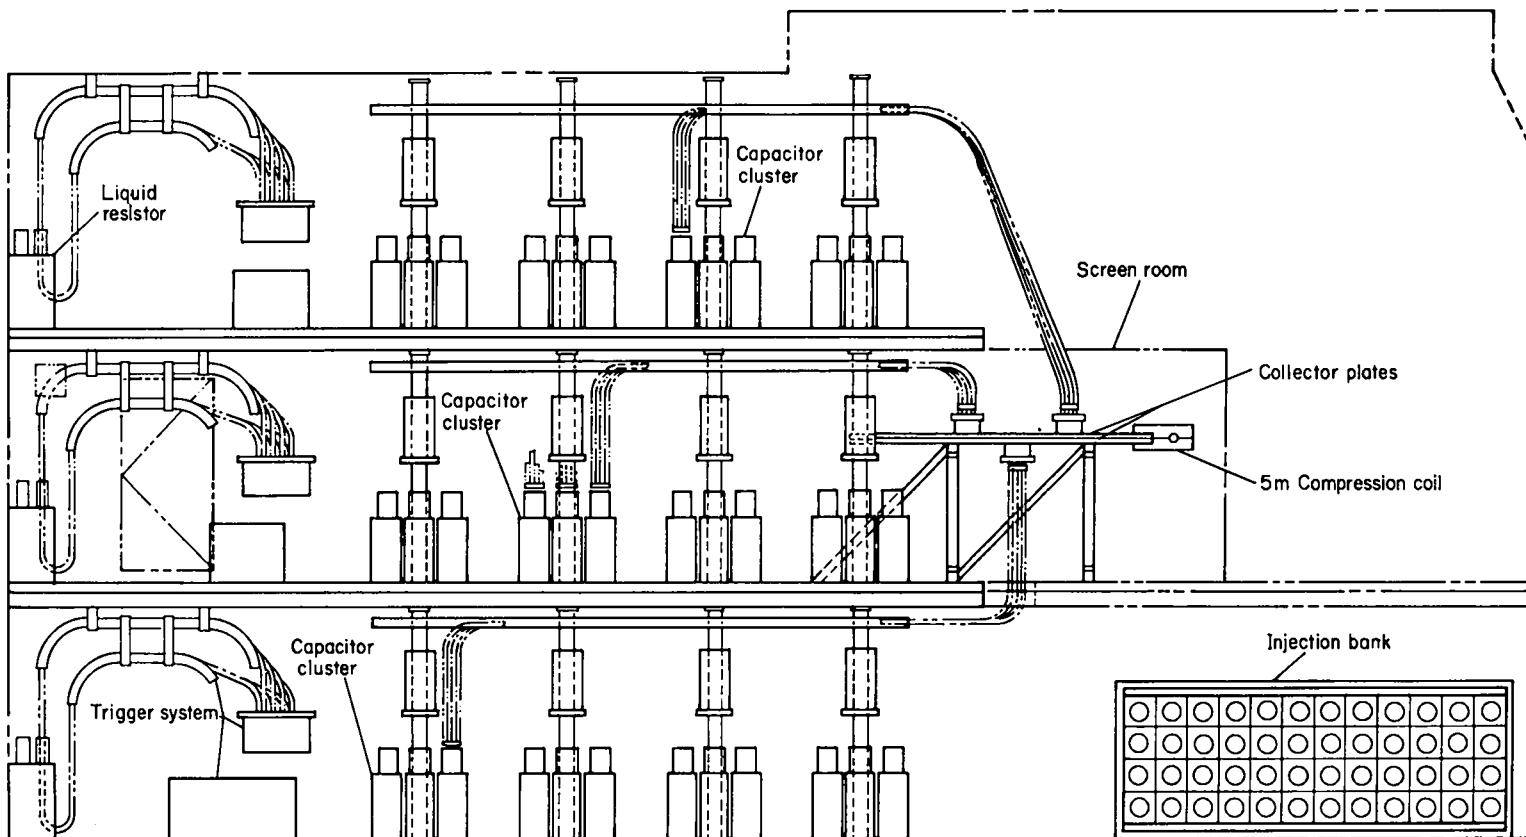 Capacitor
cluster
Liquid
resistor
Screen room
Collector plates
Capacitor
cluster
5m Compression coil
Injection bank
Capacitor
cluster
Trigger system